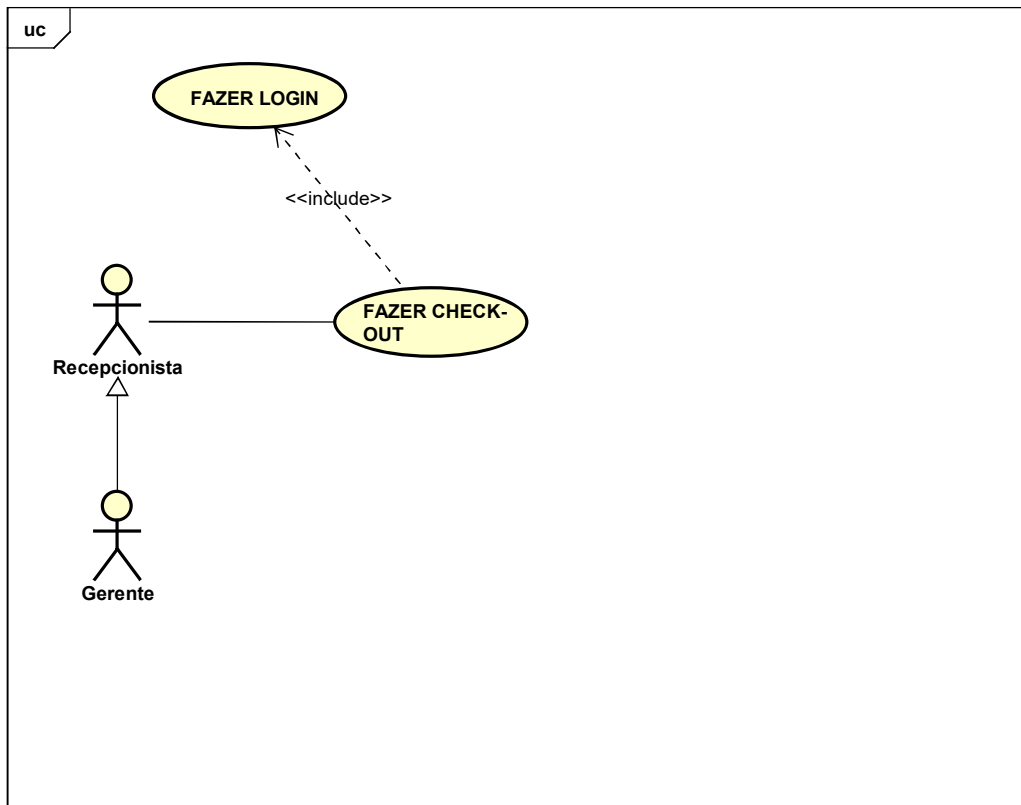 uc
FAZER LOGIN
<<include>>
FAZER CHECK-
OUT
Recepcionista
Gerente